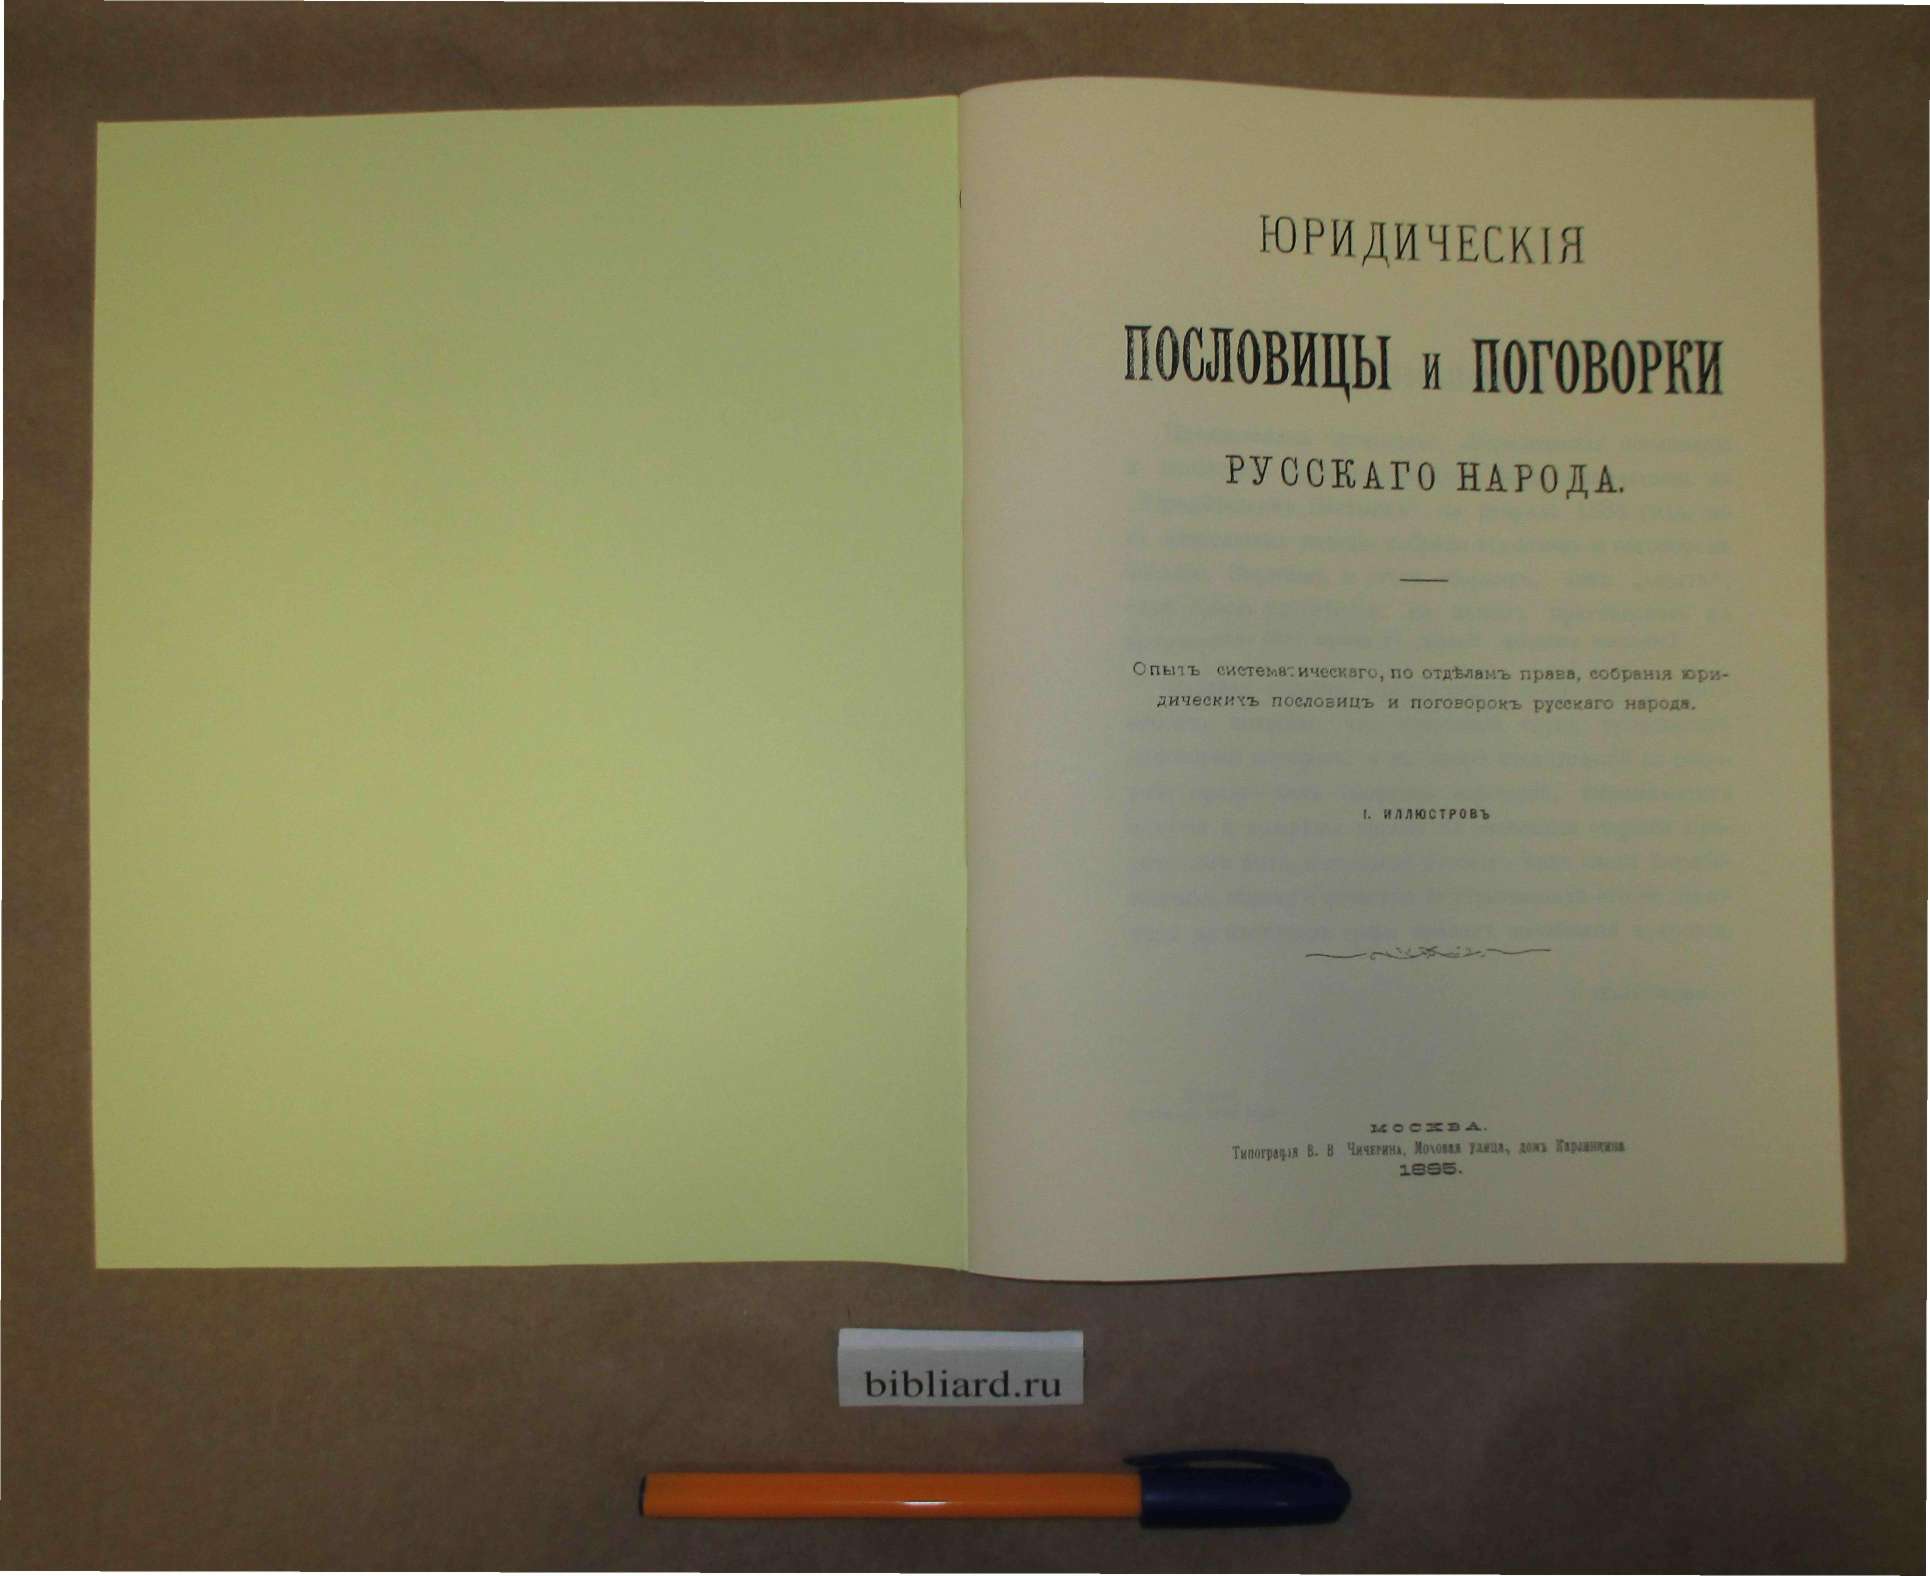 ЮРИДИЧЕСКІЯ
ПОСЛОВИЦЫ и ПОГОВОРКИ
РУССКАГО НАРОДА.
Опытъ систематическаго, по отдѣламъ права, собранія юри-
дическихъ пословицъ и поговорокъ русскаго народа.
І. ИЛЛЮСТРОВЪ
МОСКВА.
Типографія В. В Чичерина, Моховая улица, домъ Карзинкина
1885.
bibliard.ru